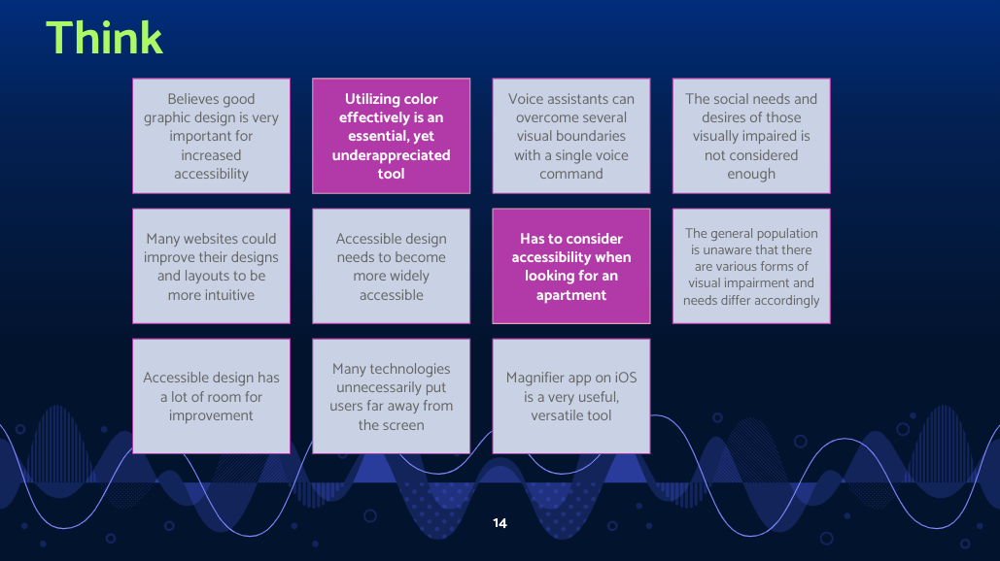 Think
Believes good
graphic design is very
important for
increased
accessibility
Utilizing color
effectively is an
essential, yet
underappreciated
tool
Voice assistants can
overcome several
visual boundaries
with a single voice
command
The social needs and
desires of those
visually impaired is
not considered
enough
Many websites could
improve their designs
and layouts to be
more intuitive
Accessible design
needs to become
more widely
accessible
Has to consider
accessibility when
looking for an
apartment
The general population
is unaware that there
are various forms of
visual impairment and
needs differ accordingly
Accessible design has
a lot of room for
improvement
Many technologies
unnecessarily put
users far away from
the screen
Magnifier app on iOS
is a very useful,
versatile tool
14